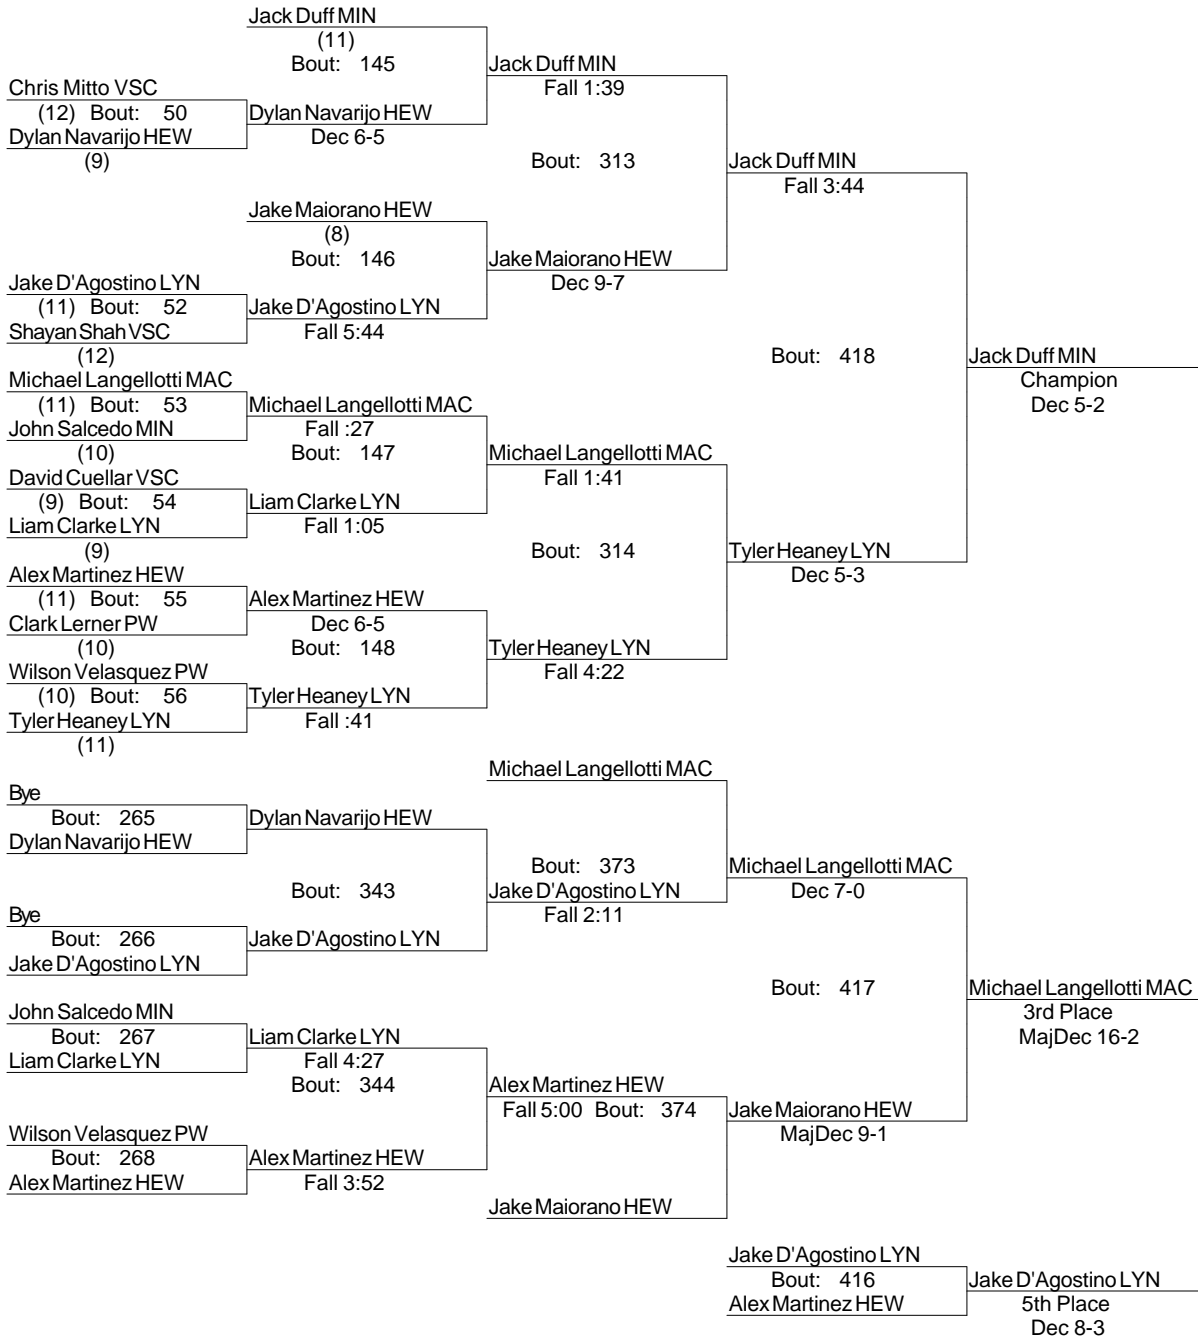 Jack Duff MIN
(11)
Bout: 145
Jack Duff MIN
Fall 1:39
Chris Mitto VSC
(12) Bout: 50
Dylan Navarijo HEW
Dylan Navarijo HEW
Dec 6-5
(9)
Bout: 313
Jack Duff MIN
Fall 3:44
Jake Maiorano HEW
(8)
Bout: 146
Jake Maiorano HEW
Dec 9-7
Jake D'Agostino LYN
(11) Bout: 52
Jake D'Agostino LYN
Shayan Shah VSC
Fall 5:44
(12)
Bout: 418
Jack Duff MIN
Champion
Dec 5-2
Michael Langellotti MAC
(11) Bout: 53
Michael Langellotti MAC
John Salcedo MIN
Fall :27
(10)
Bout: 147
Michael Langellotti MAC
Fall 1:41
David Cuellar VSC
(9) Bout: 54
Liam Clarke LYN
Liam Clarke LYN
Fall 1:05
(9)
Bout: 314
Tyler Heaney LYN
Dec 5-3
Alex Martinez HEW
(11) Bout: 55
Alex Martinez HEW
Clark Lerner PW
Dec 6-5
(10)
Bout: 148
Tyler Heaney LYN
Fall 4:22
Wilson Velasquez PW
(10) Bout: 56
Tyler Heaney LYN
Tyler Heaney LYN
Fall :41
(11)
Michael Langellotti MAC
Bye
Bout: 265
Dylan Navarijo HEW
Dylan Navarijo HEW
Bout: 373
Michael Langellotti MAC
Dec 7-0
Bout: 343
Jake D'Agostino LYN
Fall 2:11
Bye
Bout: 266
Jake D'Agostino LYN
Jake D'Agostino LYN
Bout: 417
Michael Langellotti MAC
3rd Place
MajDec 16-2
John Salcedo MIN
Bout: 267
Liam Clarke LYN
Liam Clarke LYN
Fall 4:27
Bout: 344
Alex Martinez HEW
Fall 5:00 Bout: 374
Jake Maiorano HEW
MajDec 9-1
Wilson Velasquez PW
Bout: 268
Alex Martinez HEW
Alex Martinez HEW
Fall 3:52
Jake Maiorano HEW
Jake D'Agostino LYN
Bout: 416
Jake D'Agostino LYN
Alex Martinez HEW
5th Place
Dec 8-3